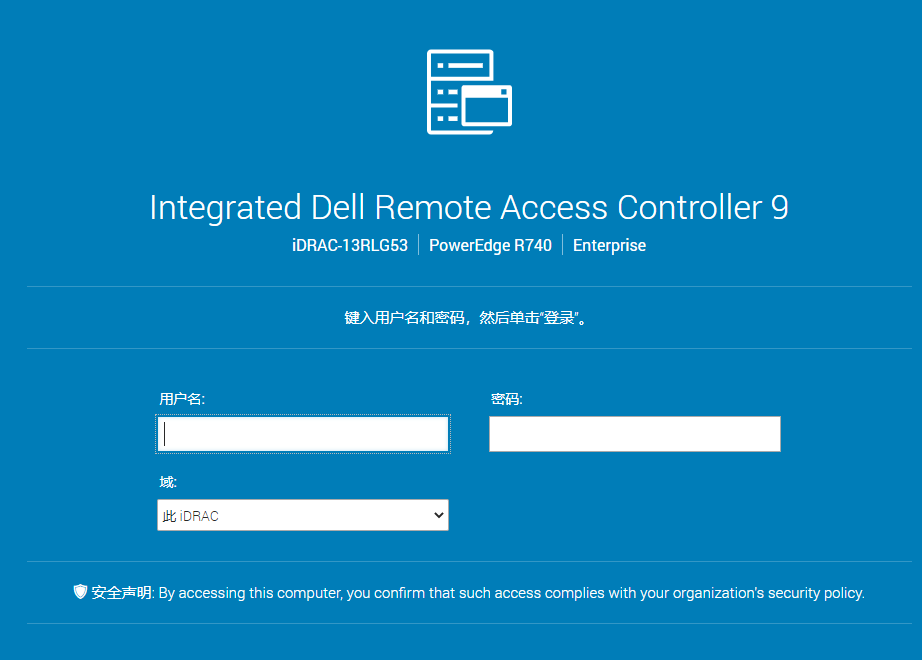 Integrated Dell Remote Access Controller 9
iDRAC-13RLG53 | PowerEdge R740 | Enterprise
键入用户名和密码，然后单击“登录”。
用户名: 密码:
域:
此 iDRAC
安全声明: By accessing this computer, you confirm that such access complies with your organization's security policy.